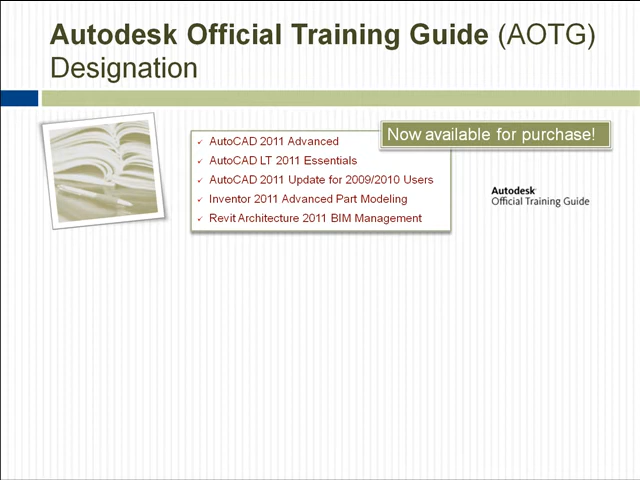 Autodesk Official Training Guide (AOTG)
Designation
Now available for purchase!
AutoCAD 2011 Advanced
AutoCAD LT 2011 Essentials
AutoCAD 2011 Update for 2009/2010 Users
Inventor 2011 Advanced Part Modeling
Revit Architecture 2011 BIM Management
Autodesk
Official Training Guide